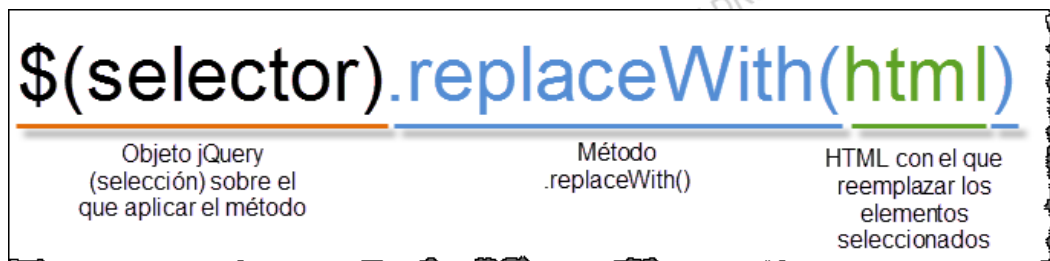 $(selector).replaceWith(html)
Objeto jQuery
(selección) sobre el
que aplicar el método
Método
.replaceWith()
HTML con el que
reemplazar los
elementos
seleccionados